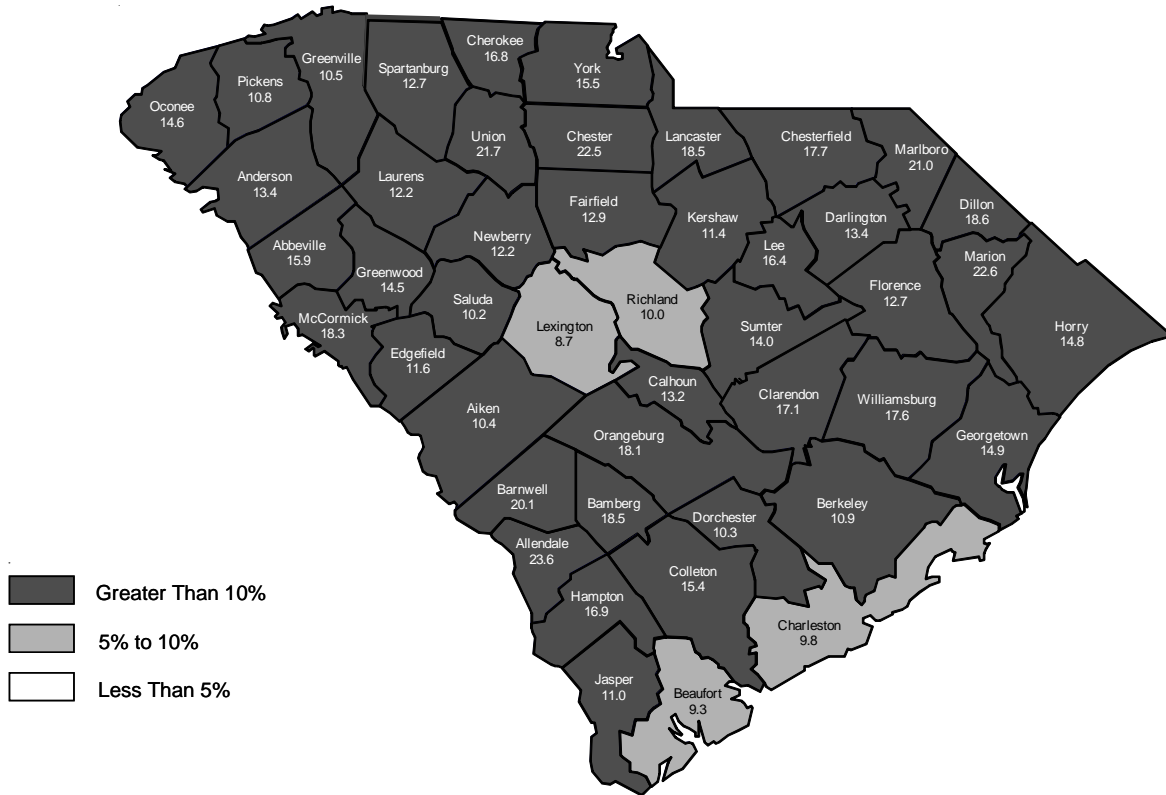 Cherokee
16.8
Greenville
10.5
Spartanburg
12.7
York
15.5
Pickens
10.8
Oconee
14.6
Union
21.7
Chester
22.5
Lancaster
18.5
Chesterfield
17.7
Marlboro
21.0
Anderson
13.4
Laurens
12.2
Fairfield
12.9
Kershaw
11.4
Darlington
13.4
Dillon
18.6
Abbeville
15.9
Greenwood
14.5
Newberry
12.2
Lee
16.4
Florence
12.7
Marion
22.6
McCormick
18.3
Saluda
10.2
Lexington
8.7
Richland
10.0
Sumter
14.0
Horry
14.8
Edgefield
11.6
Aiken
10.4
Calhoun
13.2
Clarendon
17.1
Williamsburg
17.6
Orangeburg
18.1
Georgetown
14.9
Barnwell
20.1
Bamberg
18.5
Dorchester
10.3
Berkeley
10.9
Allendale
23.6
Colleton
15.4
Hampton
16.9
Charleston
9.8
Jasper
11.0
Beaufort
9.3
Greater Than 10%
5% to 10%
Less Than 5%